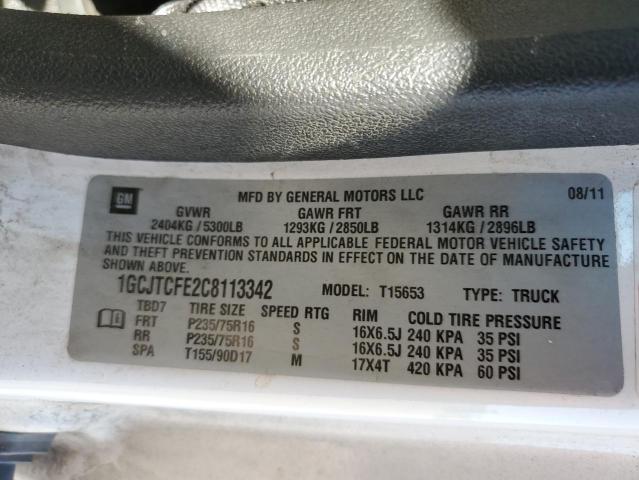 GM MFD BY GENERAL MOTORS LLC 08/11
GVWR GAWR FRT GAWR RR
2404KG / 5300LB 1293KG / 2850LB 1314KG / 2896LB
THIS VEHICLE CONFORMS TO ALL APPLICABLE FEDERAL MOTOR VEHICLE SAFETY
AND THEFT PREVENTION STANDARDS IN EFFECT ON THE DATE OF MANUFACTURE
SHOWN ABOVE.
1GCJTCFE2C8113342 MODEL: T15653 TYPE: TRUCK
TBD7 TIRE SIZE SPEED RTG RIM COLD TIRE PRESSURE
FRT P235/75R16 S 16X6.5J 240 KPA 35 PSI
RR P235/75R16 S 16X6.5J 240 KPA 35 PSI
SPA T155/90D17 M 17X4T 420 KPA 60 PSI